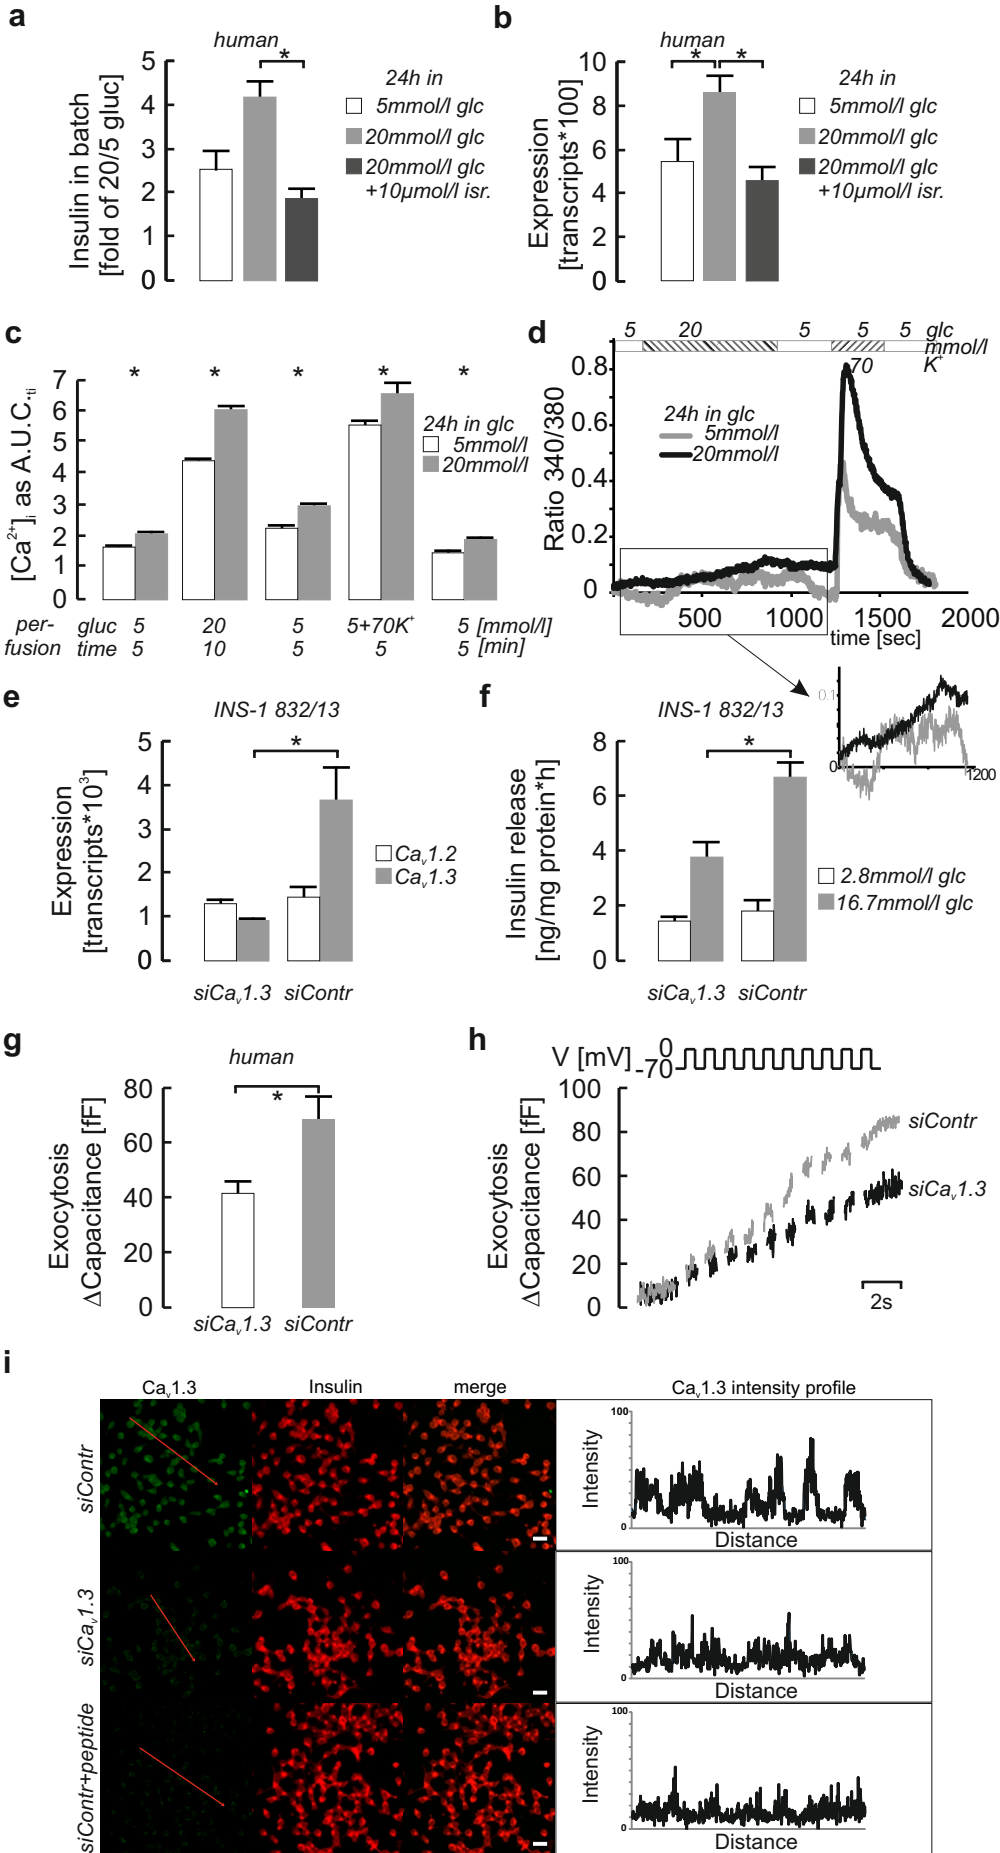 a
human
*
Insulin in batch
[fold of 20/5 gluc]
5
4
3
2
1
0
24h in
5mmol/l glc
20mmol/l glc
20mmol/l glc
+10µmol/l isr.
b
human
* *
Expression
[transcripts*100]
10
8
6
4
2
0
24h in
5mmol/l glc
20mmol/l glc
20mmol/l glc
+10µmol/l isr.
c
* * * * *
[Ca²⁺]ᵢ as A.U.C.ti
7
6
5
4
3
2
1
0
24h in glc
5mmol/l
20mmol/l
per-
fusion
gluc 5 20 5 5+70K⁺ 5 [mmol/l]
time 5 10 5 5 5 [min]
d
5 20 5 5 5 glc
mmol/l
70 K⁺
Ratio 340/380
0.8
0.6
0.4
0.2
0
24h in glc
5mmol/l
20mmol/l
500 1000 1500 2000
time [sec]
0.1
0
1200
e
INS-1 832/13
*
Expression
[transcripts*10³]
5
4
3
2
1
0
Caᵥ1.2
Caᵥ1.3
siCaᵥ1.3 siContr
f
INS-1 832/13
*
Insulin release
[ng/mg protein*h]
8
6
4
2
0
2.8mmol/l glc
16.7mmol/l glc
siCaᵥ1.3 siContr
g
human
*
Exocytosis
ΔCapacitance [fF]
80
60
40
20
0
siCaᵥ1.3 siContr
h
V [mV]
0
-70
Exocytosis
ΔCapacitance [fF]
100
80
60
40
20
0
siContr
siCaᵥ1.3
2s
i
Caᵥ1.3 Insulin merge Caᵥ1.3 intensity profile
siContr
100
Intensity
0
Distance
siCaᵥ1.3
100
Intensity
0
Distance
siContr+peptide
100
Intensity
0
Distance